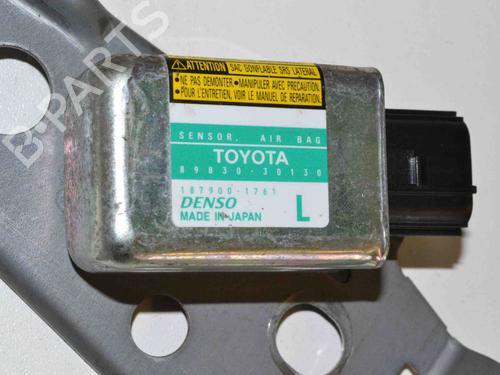 ATTENTION SAC GONFLABLE SRS LATERAL
•NE PAS DEMONTER •MANIPULER AVEC PRECAUTION.
•POUR L'ENTRETIEN, VOIR LE MANUEL DE REPARATION.
SENSOR, AIR BAG
TOYOTA
89830-30130
187900-1761
DENSO
MADE IN JAPAN
L
B-PARTS